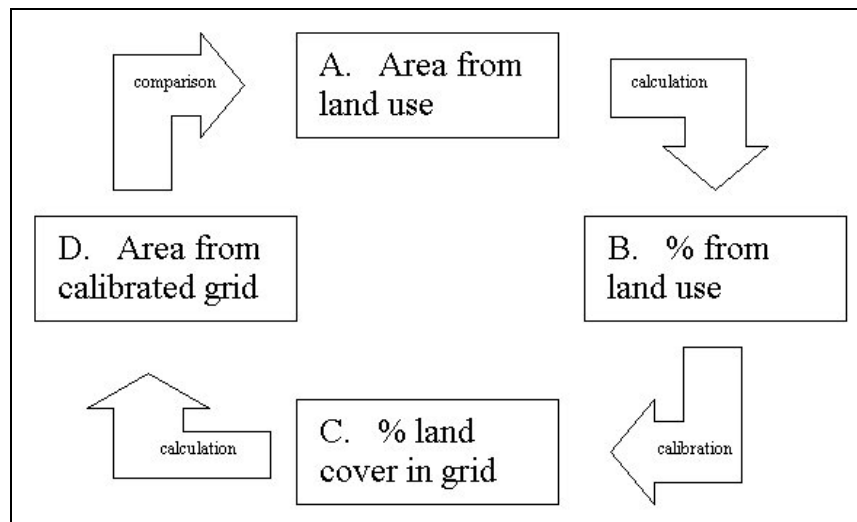 comparison
A. Area from
land use
calculation
D. Area from
calibrated grid
B. % from
land use
calculation
C. % land
cover in grid
calibration